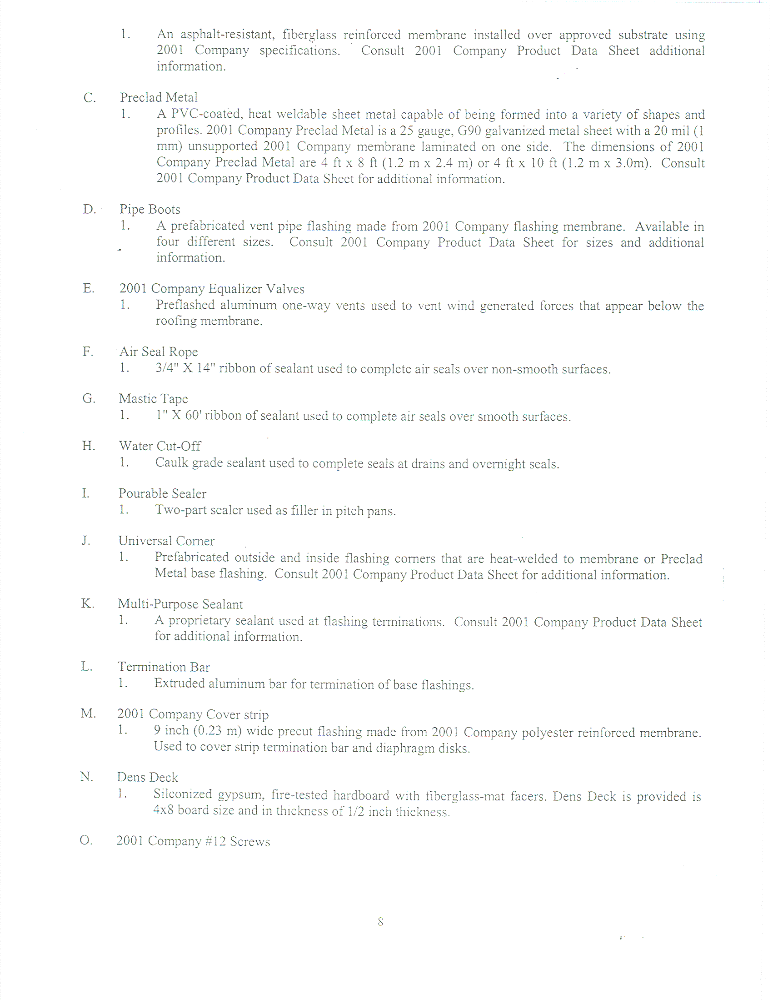 1. An asphalt-resistant, fiberglass reinforced membrane installed over approved substrate using
2001 Company specifications. Consult 2001 Company Product Data Sheet additional
information.
C. Preclad Metal
1. A PVC-coated, heat weldable sheet metal capable of being formed into a variety of shapes and
profiles. 2001 Company Preclad Metal is a 25 gauge, G90 galvanized metal sheet with a 20 mil (1
mm) unsupported 2001 Company membrane laminated on one side. The dimensions of 2001
Company Preclad Metal are 4 ft x 8 ft (1.2 m x 2.4 m) or 4 ft x 10 ft (1.2 m x 3.0m). Consult
2001 Company Product Data Sheet for additional information.
D. Pipe Boots
1. A prefabricated vent pipe flashing made from 2001 Company flashing membrane. Available in
four different sizes. Consult 2001 Company Product Data Sheet for sizes and additional
information.
E. 2001 Company Equalizer Valves
1. Preflashed aluminum one-way vents used to vent wind generated forces that appear below the
roofing membrane.
F. Air Seal Rope
1. 3/4" X 14" ribbon of sealant used to complete air seals over non-smooth surfaces.
G. Mastic Tape
1. 1" X 60' ribbon of sealant used to complete air seals over smooth surfaces.
H. Water Cut-Off
1. Caulk grade sealant used to complete seals at drains and overnight seals.
I. Pourable Sealer
1. Two-part sealer used as filler in pitch pans.
J. Universal Corner
1. Prefabricated outside and inside flashing corners that are heat-welded to membrane or Preclad
Metal base flashing. Consult 2001 Company Product Data Sheet for additional information.
K. Multi-Purpose Sealant
1. A proprietary sealant used at flashing terminations. Consult 2001 Company Product Data Sheet
for additional information.
L. Termination Bar
1. Extruded aluminum bar for termination of base flashings.
M. 2001 Company Cover strip
1. 9 inch (0.23 m) wide precut flashing made from 2001 Company polyester reinforced membrane.
Used to cover strip termination bar and diaphragm disks.
N. Dens Deck
1. Silconized gypsum, fire-tested hardboard with fiberglass-mat facers. Dens Deck is provided is
4x8 board size and in thickness of 1/2 inch thickness.
O. 2001 Company #12 Screws
8